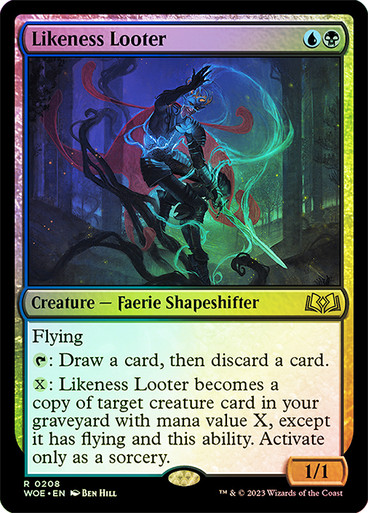 Likeness Looter
Creature — Faerie Shapeshifter
Flying
: Draw a card, then discard a card.
X: Likeness Looter becomes a
copy of target creature card in your
graveyard with mana value X, except
it has flying and this ability. Activate
only as a sorcery.
1/1
R 0208
WOE • EN Ben Hill
™ & © 2023 Wizards of the Coast